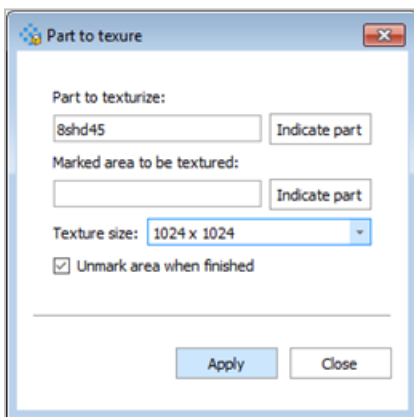 Part to texure
Part to texturize:
8shd45 Indicate part
Marked area to be textured:
Indicate part
Texture size: 1024 x 1024
Unmark area when finished
Apply Close